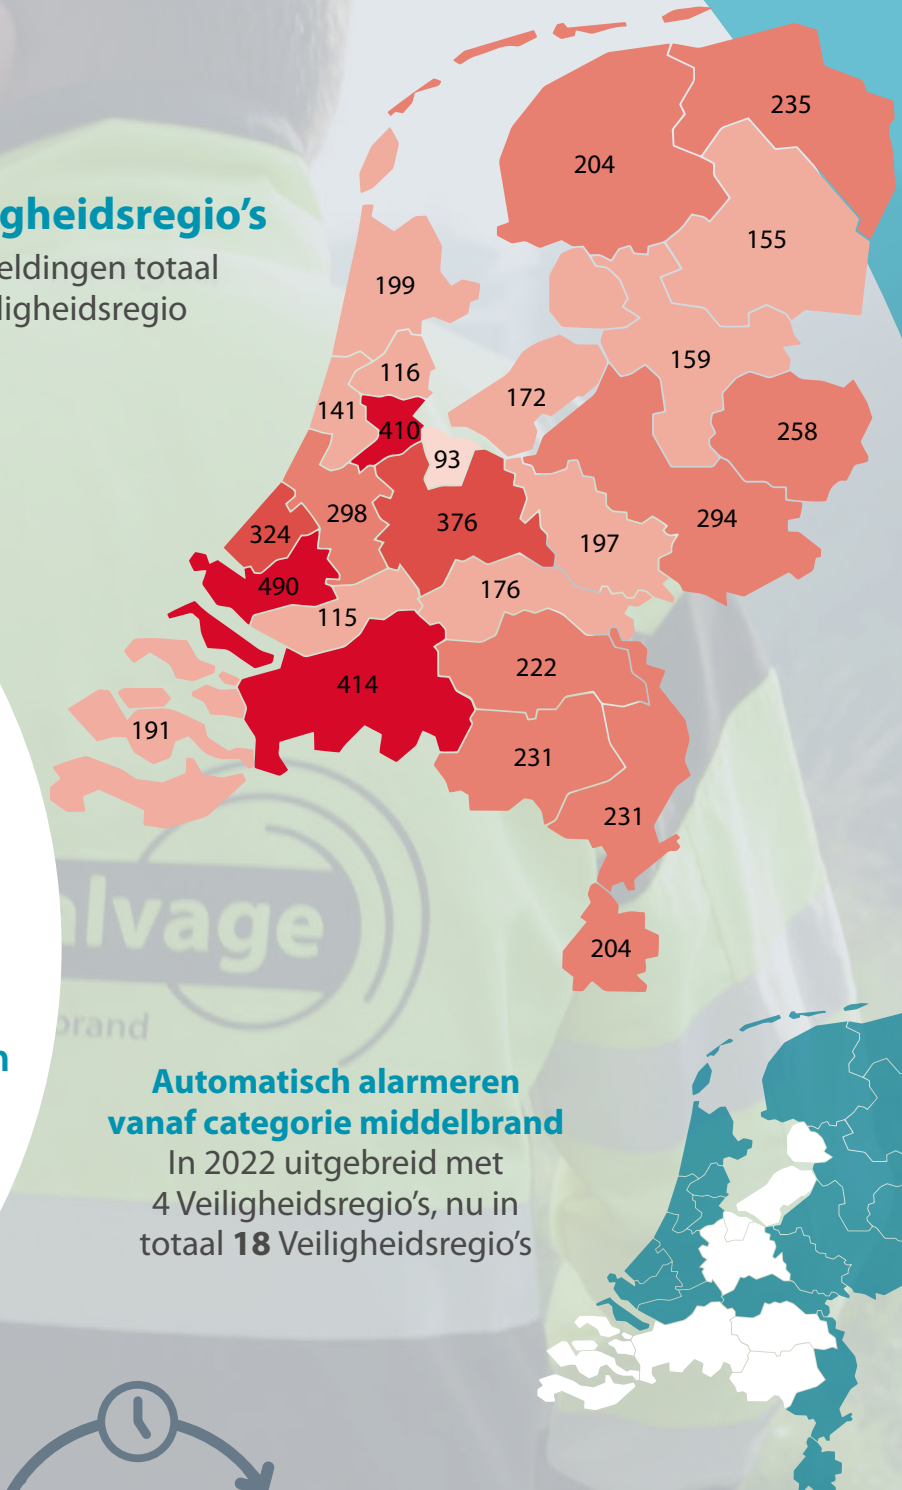 gheidsregio's
eldingen totaal
ligheidsregio
235
204
155
199
159
116
172
141
410
258
93
298
376
294
324
197
490
176
115
222
414
191
231
231
204
alvage
brand
n
Automatisch alarmeren
vanaf categorie middelbrand
In 2022 uitgebreid met
4 Veiligheidsregio's, nu in
totaal 18 Veiligheidsregio's